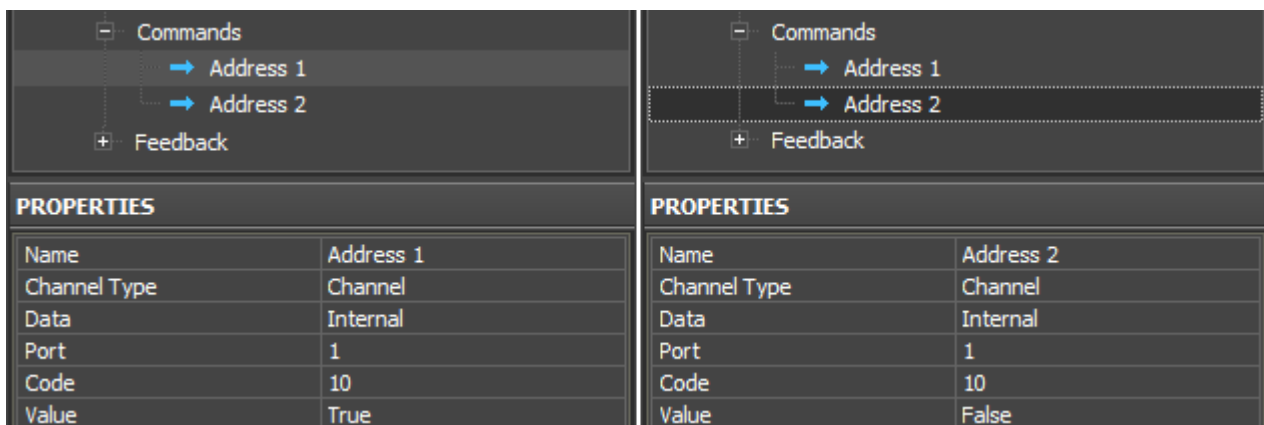 Commands
Address 1
Address 2
Feedback
PROPERTIES
Name Address 1
Channel Type Channel
Data Internal
Port 1
Code 10
Value True
Commands
Address 1
Address 2
Feedback
PROPERTIES
Name Address 2
Channel Type Channel
Data Internal
Port 1
Code 10
Value False